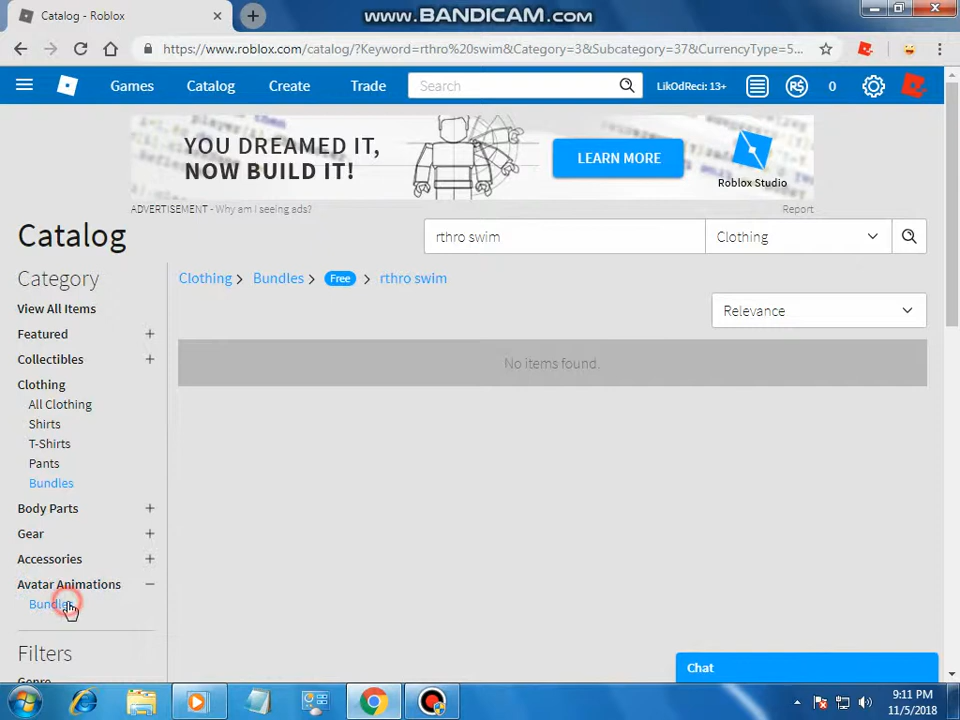 Catalog - Roblox
WWW.BANDICAM.COM
https://www.roblox.com/catalog/?Keyword=rthro%20swim&Category=3&Subcategory=37&CurrencyType=5...
Games
Catalog
Create
Trade
Search
LikOdReci: 13+
R$
0
YOU DREAMED IT,
NOW BUILD IT!
LEARN MORE
Roblox Studio
ADVERTISEMENT - Why am I seeing ads?
Report
Catalog
rthro swim
Clothing
Category
Clothing > Bundles > Free > rthro swim
View All Items
Relevance
Featured
Collectibles
No items found.
Clothing
All Clothing
Shirts
T-Shirts
Pants
Bundles
Body Parts
Gear
Accessories
Avatar Animations
Bundles
Filters
Genre
Chat
9:11 PM
11/5/2018